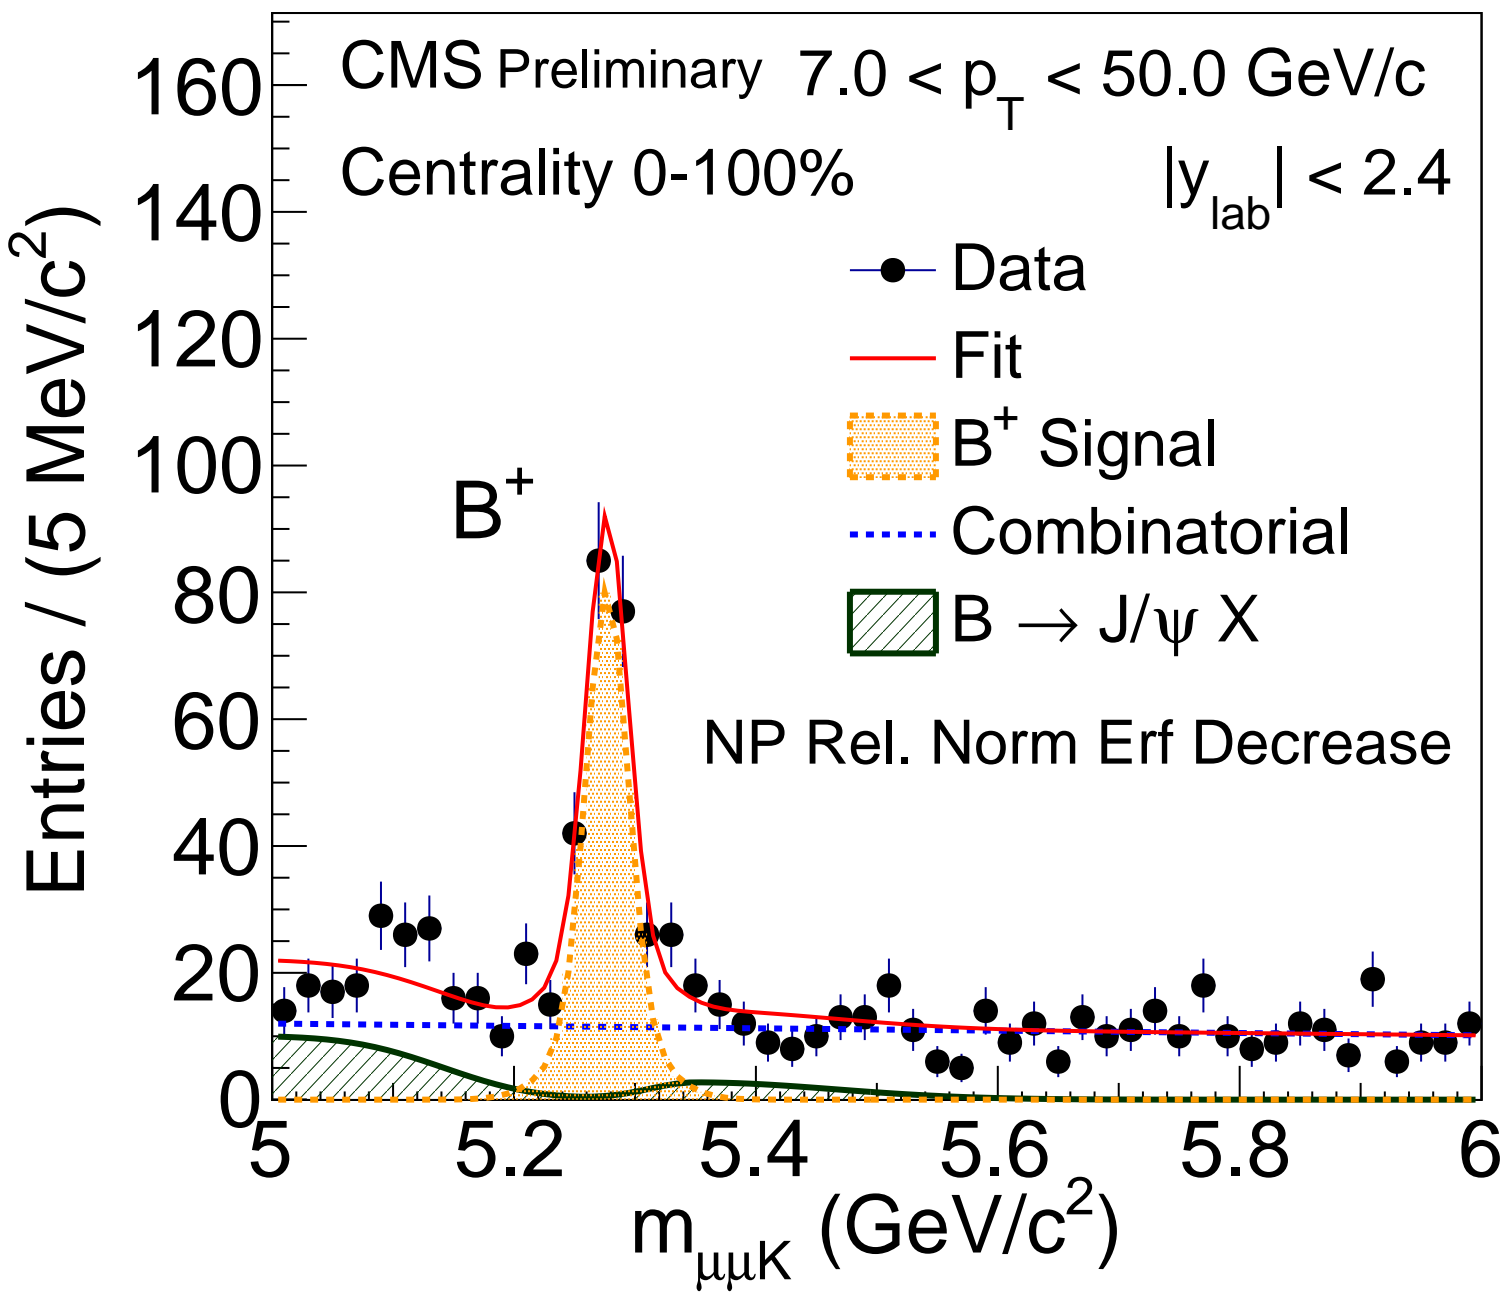 CMS Preliminary 7.0 < p_T < 50.0 GeV/c
Centrality 0-100% |y_lab| < 2.4
Data
Fit
B⁺ Signal
Combinatorial
B → J/ψ X
B⁺
NP Rel. Norm Erf Decrease
Entries / (5 MeV/c²)
160
140
120
100
80
60
40
20
0
5 5.2 5.4 5.6 5.8 6
m_μμK (GeV/c²)